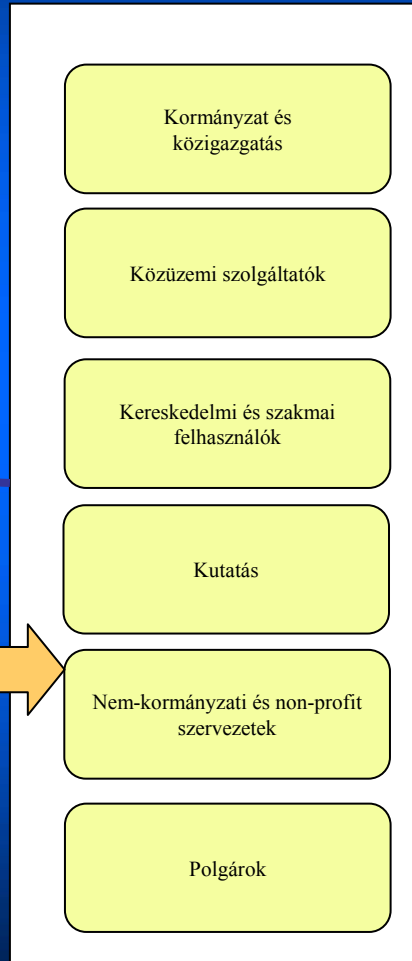 Kormányzat és
közigazgatás
Közüzemi szolgáltatók
Kereskedelmi és szakmai
felhasználók
Kutatás
Nem-kormányzati és non-profit
szervezetek
Polgárok